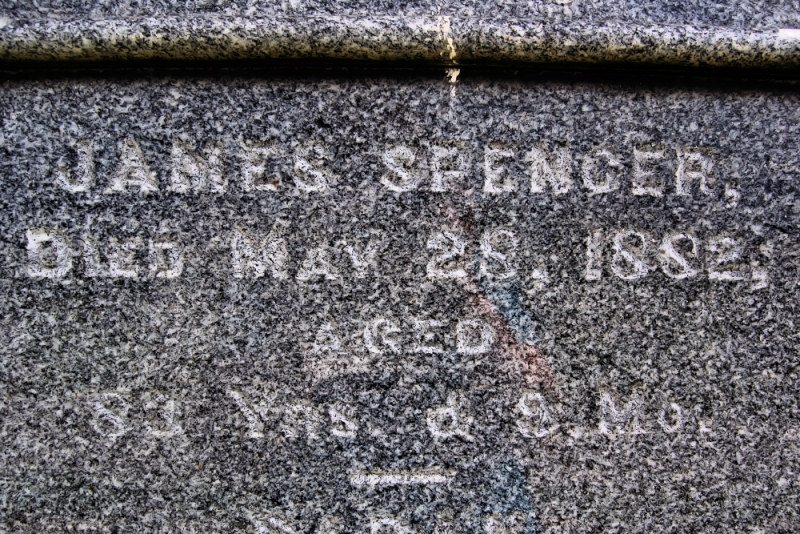 JAMES SPENCER,
DIED MAY 28. 1882,
AGED
Yrs. & 9 Mo.